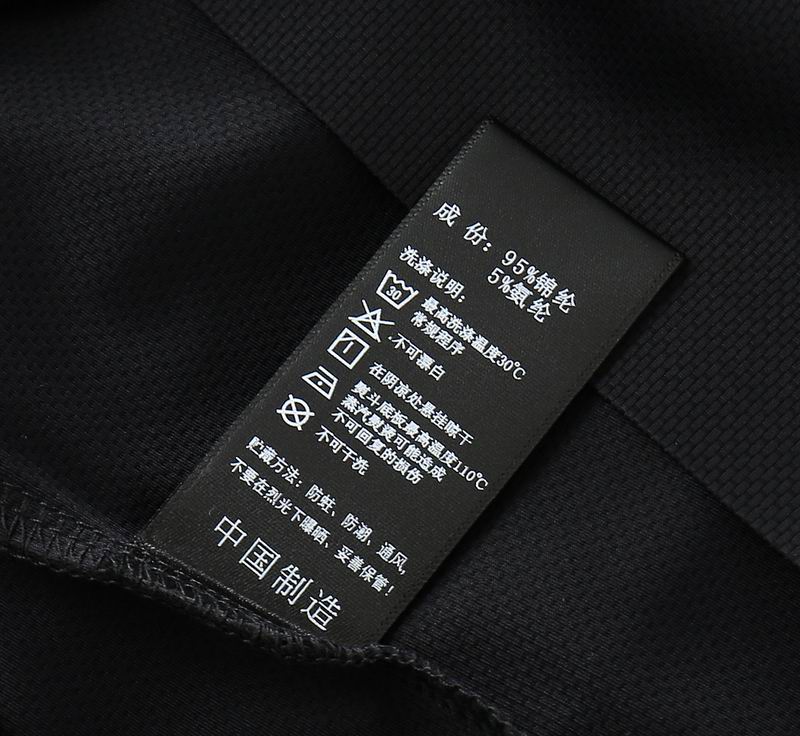 成 份：95%锦纶
5%氨纶
洗涤说明：
30
最高洗涤温度30℃
常规程序
不可漂白
在阴凉处悬挂晾干
熨斗底板最高温度110℃
蒸汽熨烫可能造成
不可回复的损伤
不可干洗
贮藏方法：防蛀、防潮、通风，
不要在烈光下曝晒、妥善保管！
中国制造